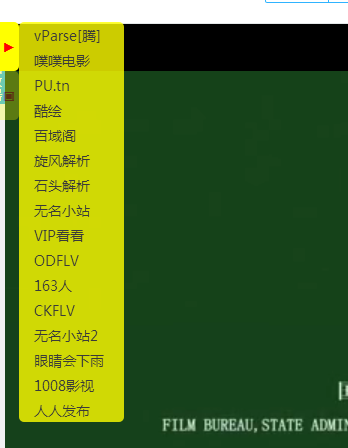 vParse[腾]
噗噗电影
PU.tn
酷绘
百域阁
旋风解析
石头解析
无名小站
VIP看看
ODFLV
163人
CKFLV
无名小站2
眼睛会下雨
1008影视
人人发布
FILM BUREAU,STATE ADMIN